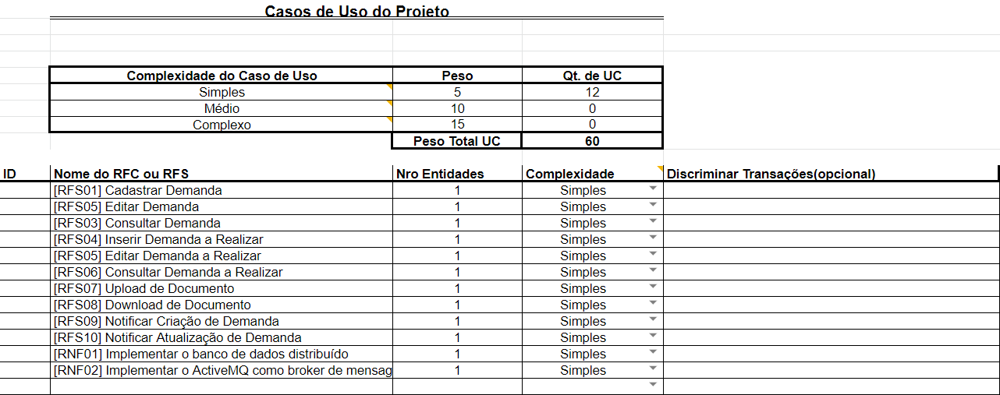 Casos de Uso do Projeto
Complexidade do Caso de Uso Peso Qt. de UC
Simples 5 12
Médio 10 0
Complexo 15 0
Peso Total UC 60
ID Nome do RFC ou RFS Nro Entidades Complexidade Discriminar Transações(opcional)
[RFS01] Cadastrar Demanda 1 Simples
[RFS05] Editar Demanda 1 Simples
[RFS03] Consultar Demanda 1 Simples
[RFS04] Inserir Demanda a Realizar 1 Simples
[RFS05] Editar Demanda a Realizar 1 Simples
[RFS06] Consultar Demanda a Realizar 1 Simples
[RFS07] Upload de Documento 1 Simples
[RFS08] Download de Documento 1 Simples
[RFS09] Notificar Criação de Demanda 1 Simples
[RFS10] Notificar Atualização de Demanda 1 Simples
[RNF01] Implementar o banco de dados distribuído 1 Simples
[RNF02] Implementar o ActiveMQ como broker de mensag 1 Simples